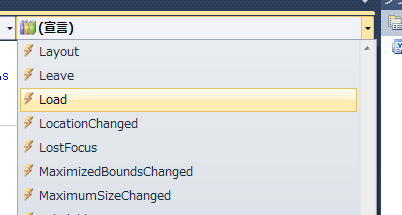 (宣言)
Layout
Leave
Load
LocationChanged
LostFocus
MaximizedBoundsChanged
MaximumSizeChanged